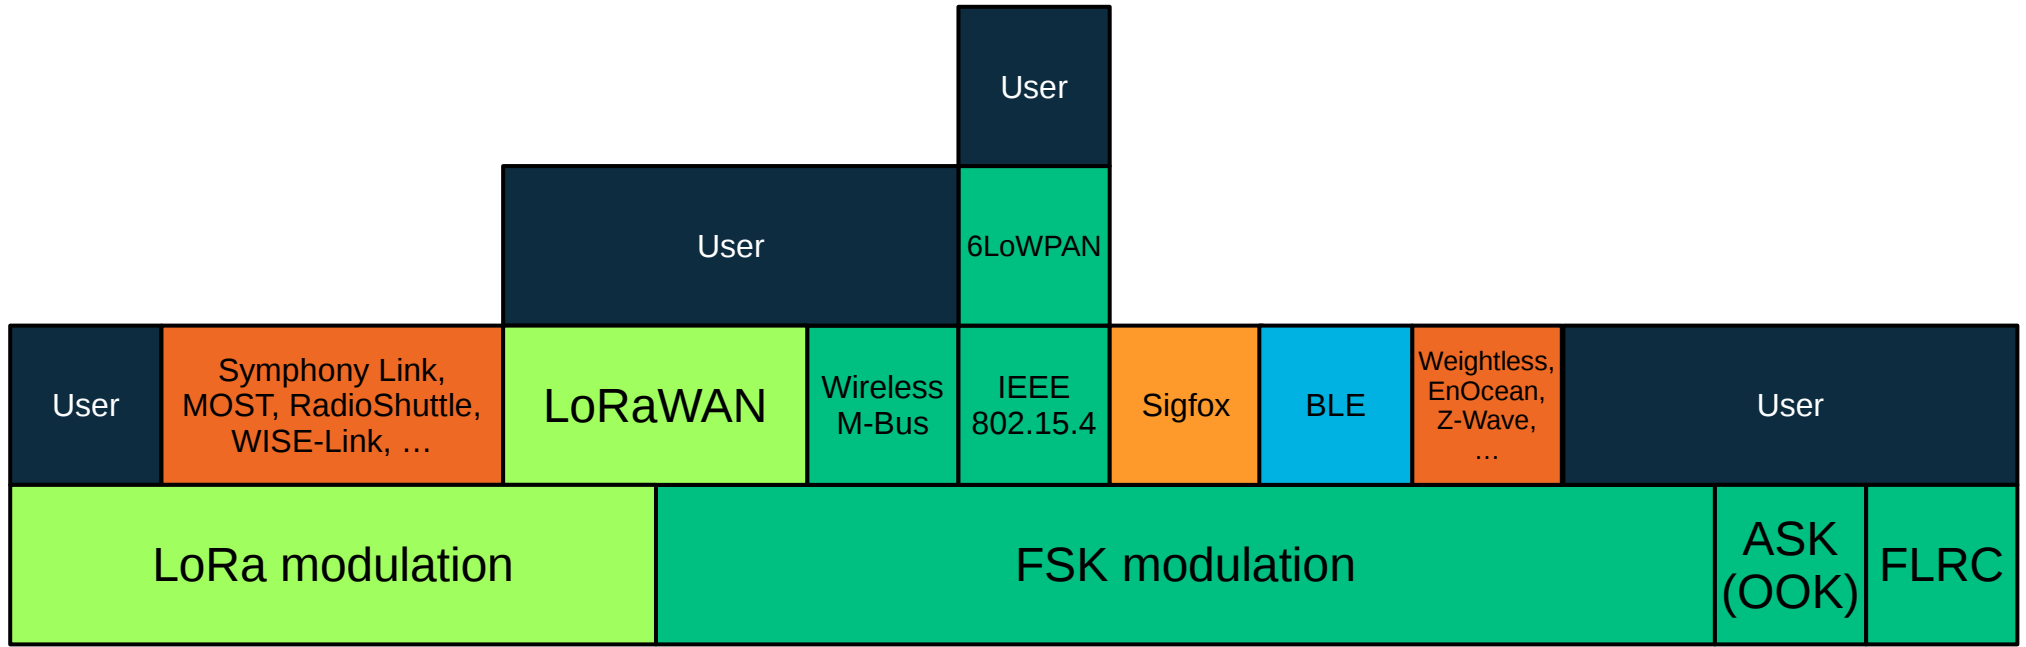 User
User
6LoWPAN
User
Symphony Link,
MOST, RadioShuttle,
WISE-Link, …
LoRaWAN
Wireless
M-Bus
IEEE
802.15.4
Sigfox
BLE
Weightless,
EnOcean,
Z-Wave,
…
User
LoRa modulation
FSK modulation
ASK
(OOK)
FLRC